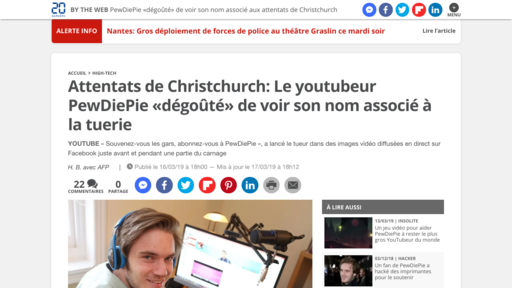 20
MINUTES
BY THE WEB PewDiePie «dégoûté» de voir son nom associé aux attentats de Christchurch
MENU
ALERTE INFO
Nantes: Gros déploiement de forces de police au théâtre Graslin ce mardi soir
Lire l'article
ACCUEIL > HIGH-TECH
Attentats de Christchurch: Le youtubeur
PewDiePie «dégoûté» de voir son nom associé à
la tuerie
YOUTUBE – Souvenez-vous les gars, abonnez-vous à PewDiePie », a lancé le tueur dans des images vidéo diffusées en direct sur
Facebook juste avant et pendant une partie du carnage
H. B. avec AFP | Publié le 16/03/19 à 18h00 — Mis à jour le 17/03/19 à 18h12
22
COMMENTAIRES
0
PARTAGE
À LIRE AUSSI
13/03/19 | INSOLITE
Un jeu vidéo pour aider
PewDiePie à rester le plus
gros YouTubeur du monde
03/12/18 | HACKER
Un fan de PewDiePie a
hacké des imprimantes
pour le soutenir